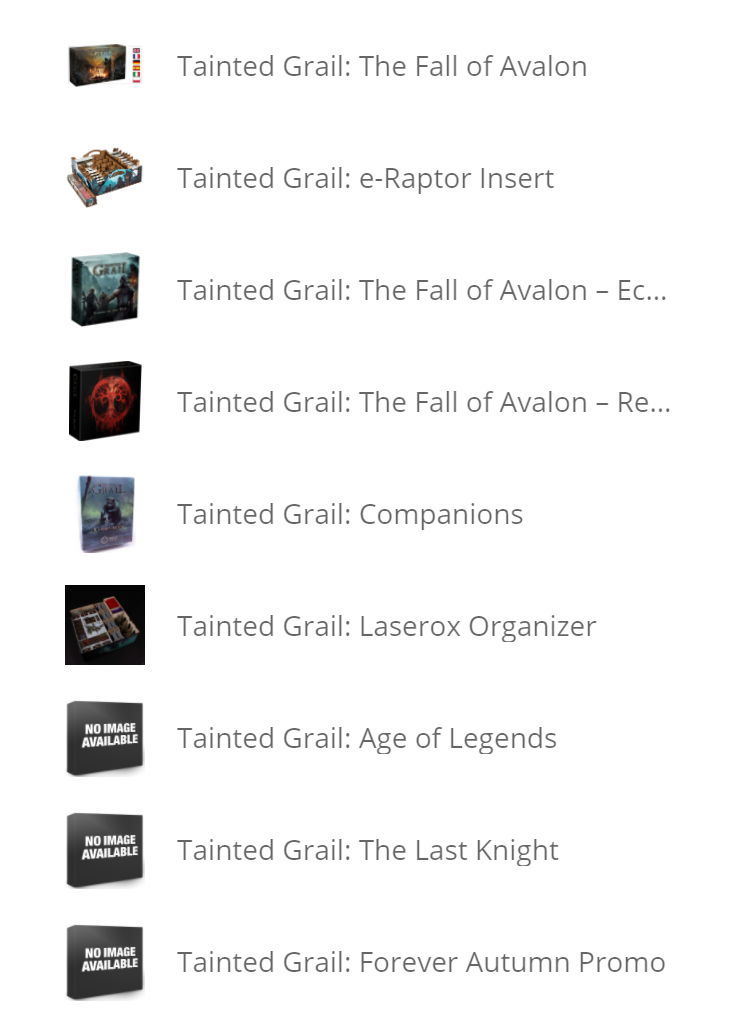 Tainted Grail: The Fall of Avalon
Tainted Grail: e-Raptor Insert
GRAIL
Tainted Grail: The Fall of Avalon – Ec...
Tainted Grail: The Fall of Avalon – Re...
GRAIL
Tainted Grail: Companions
Tainted Grail: Laserox Organizer
NO IMAGE
AVAILABLE
Tainted Grail: Age of Legends
NO IMAGE
AVAILABLE
Tainted Grail: The Last Knight
NO IMAGE
AVAILABLE
Tainted Grail: Forever Autumn Promo